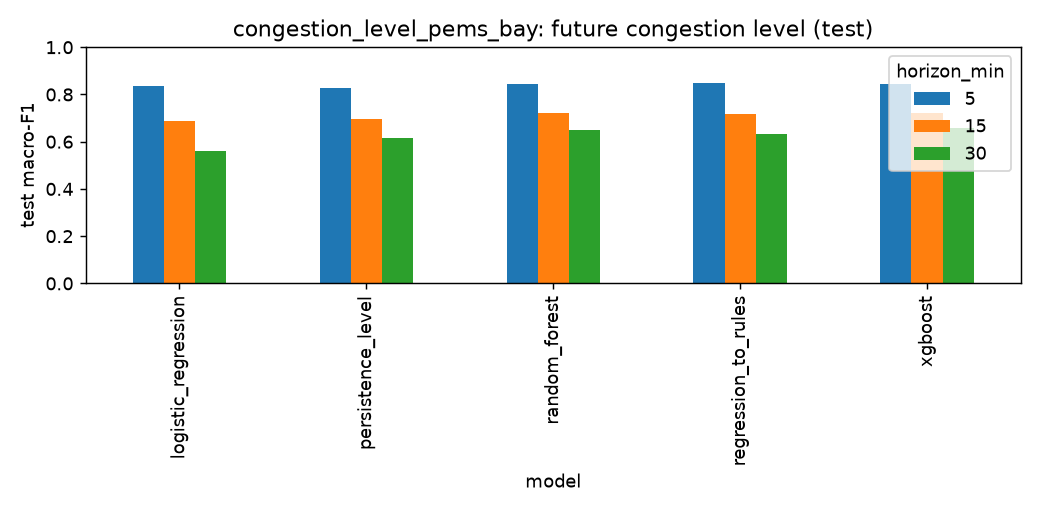 congestion_level_pems_bay: future congestion level (test)
test macro-F1
1.0
0.8
0.6
0.4
0.2
0.0
horizon_min
5
15
30
logistic_regression
persistence_level
random_forest
regression_to_rules
xgboost
model